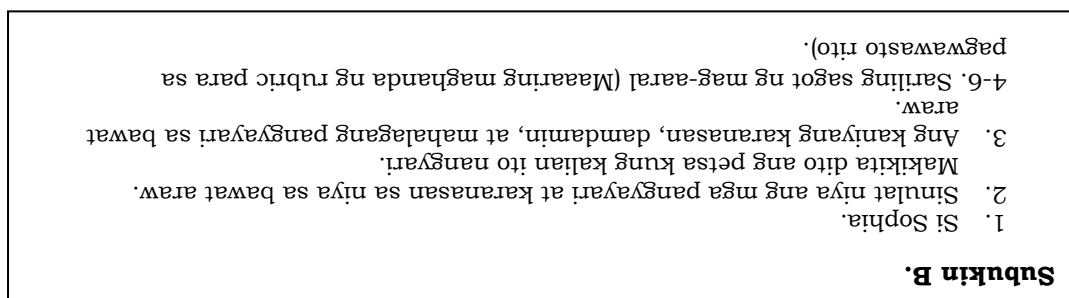 Subukin B.
1. Si Sophia.
2. Sinulat niya ang mga pangyayari at karanasan sa niya sa bawat araw.
Makikita dito ang petsa kung kalian ito nangyari.
3. Ang kaniyang karanasan, damdamin, at mahalagang pangyayari sa bawat
araw.
4-6. Sariling sagot ng mag-aaral (Maaaring maghanda ng rubric para sa
pagwawasto rito).